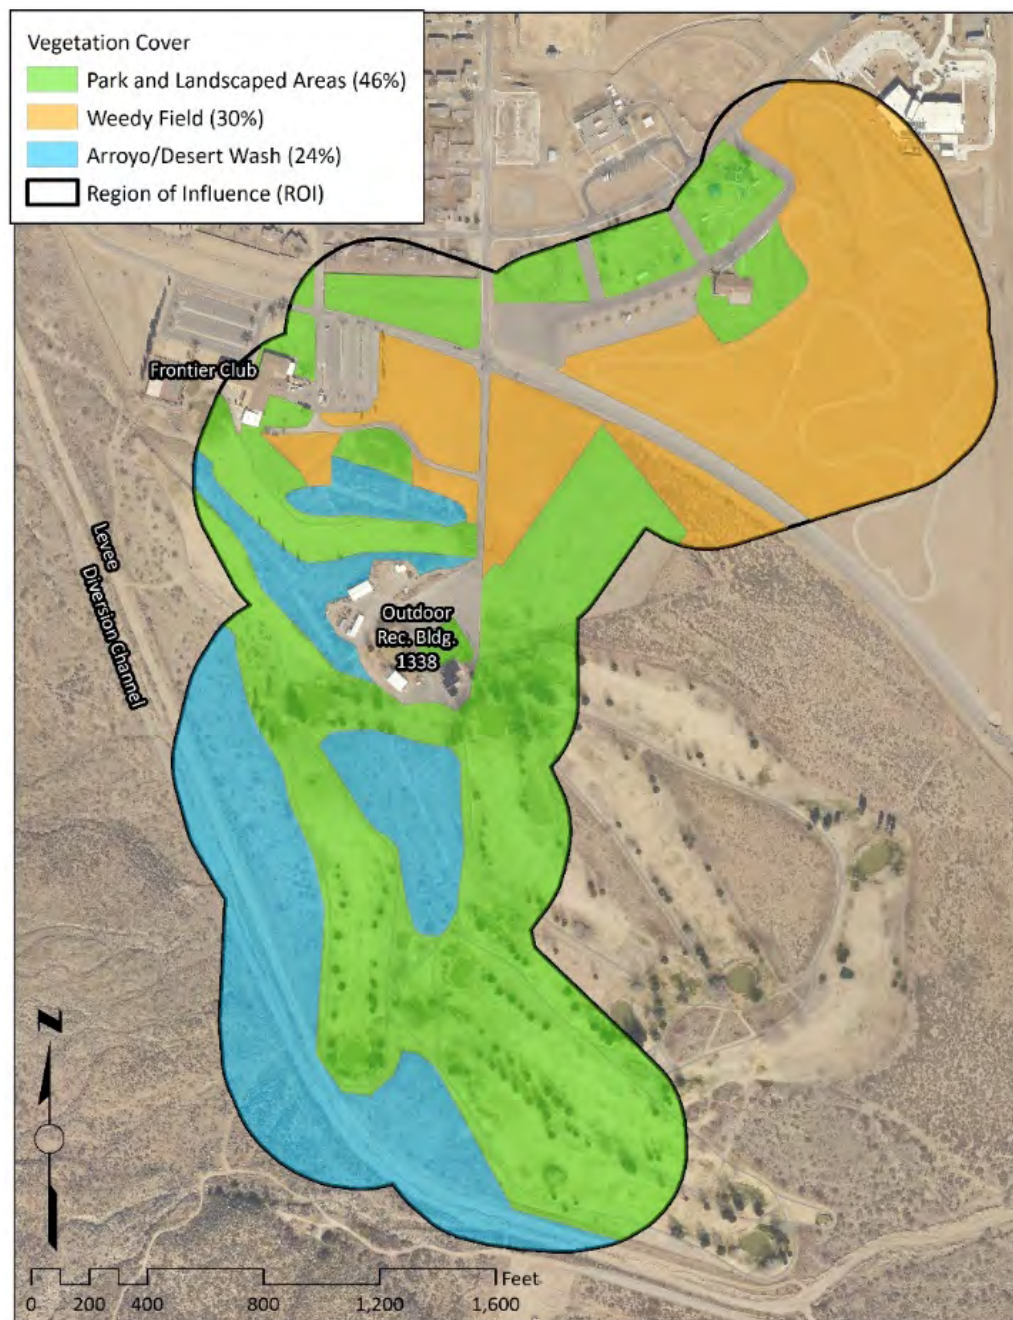 Vegetation Cover
Park and Landscaped Areas (46%)
Weedy Field (30%)
Arroyo/Desert Wash (24%)
Region of Influence (ROI)
Frontier Club
Levee
Diversion Channel
Outdoor
Rec. Bldg.
1338
N
Feet
0 200 400 800 1,200 1,600